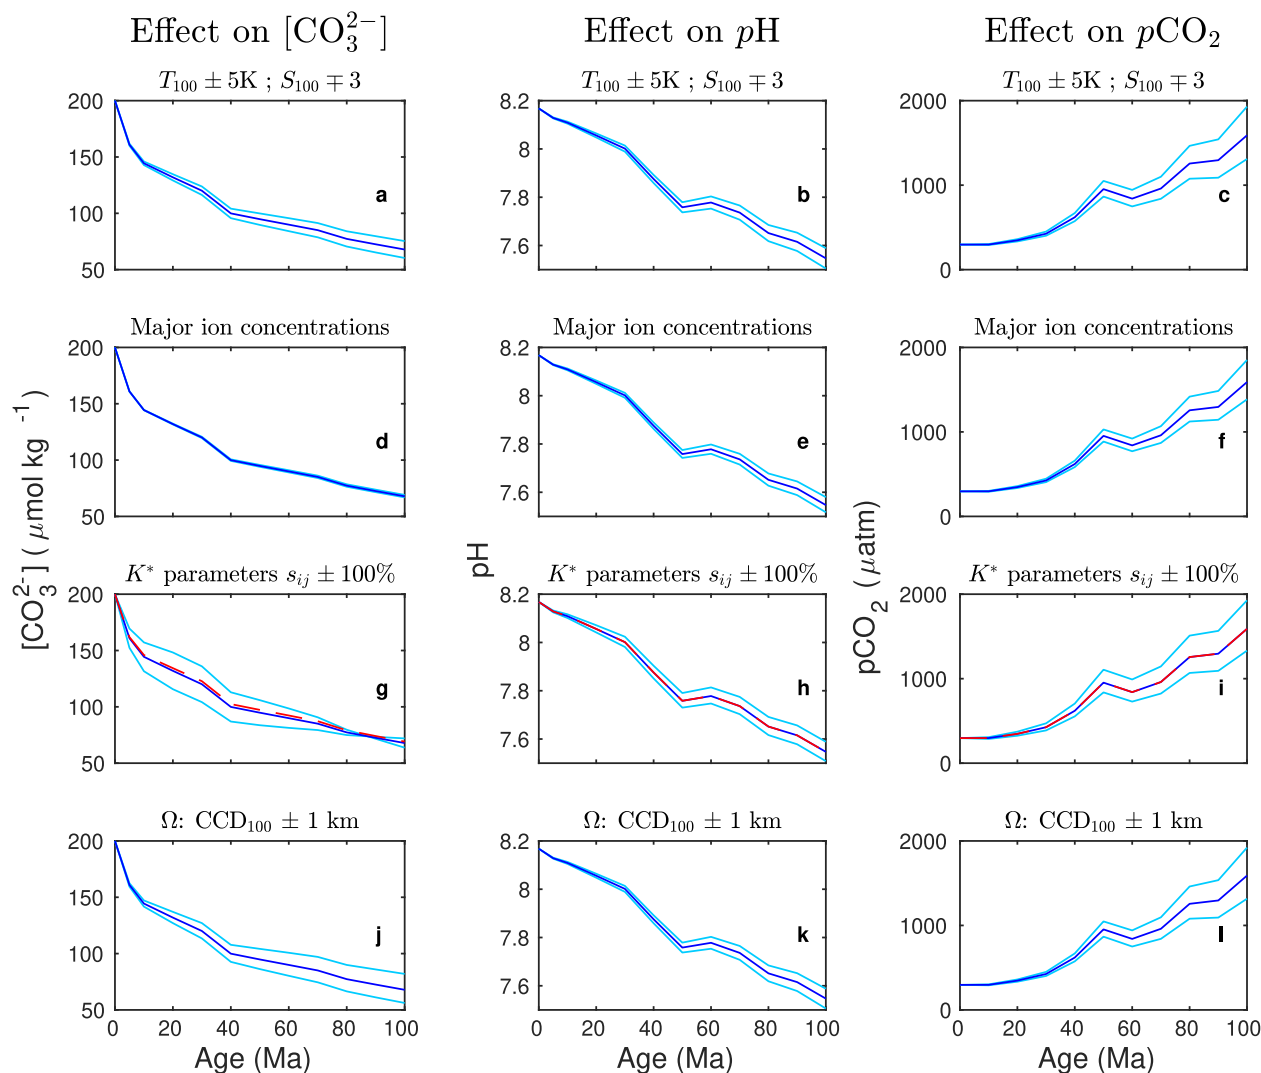 Effect on [CO₃²⁻]
Effect on pH
Effect on pCO₂
T₁₀₀ ± 5K ; S₁₀₀ ∓ 3
T₁₀₀ ± 5K ; S₁₀₀ ∓ 3
T₁₀₀ ± 5K ; S₁₀₀ ∓ 3
200
150
100
50
a
8.2
8
7.8
7.6
b
2000
1000
0
c
Major ion concentrations
Major ion concentrations
Major ion concentrations
200
150
100
50
d
8.2
8
7.8
7.6
e
2000
1000
0
f
[CO₃²⁻] ( μmol kg ⁻¹ )
pH
pCO₂ ( μatm)
K* parameters sᵢⱼ ± 100%
K* parameters sᵢⱼ ± 100%
K* parameters sᵢⱼ ± 100%
200
150
100
50
g
8.2
8
7.8
7.6
h
2000
1000
0
i
Ω: CCD₁₀₀ ± 1 km
Ω: CCD₁₀₀ ± 1 km
Ω: CCD₁₀₀ ± 1 km
200
150
100
50
j
8.2
8
7.8
7.6
k
2000
1000
0
l
0 20 40 60 80 100
0 20 40 60 80 100
0 20 40 60 80 100
Age (Ma)
Age (Ma)
Age (Ma)